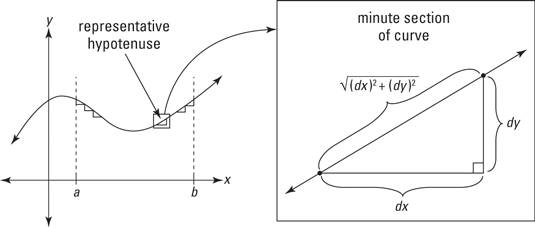 y
representative
hypotenuse
x
a
b
minute section
of curve
√(dx)² + (dy)²
dy
dx